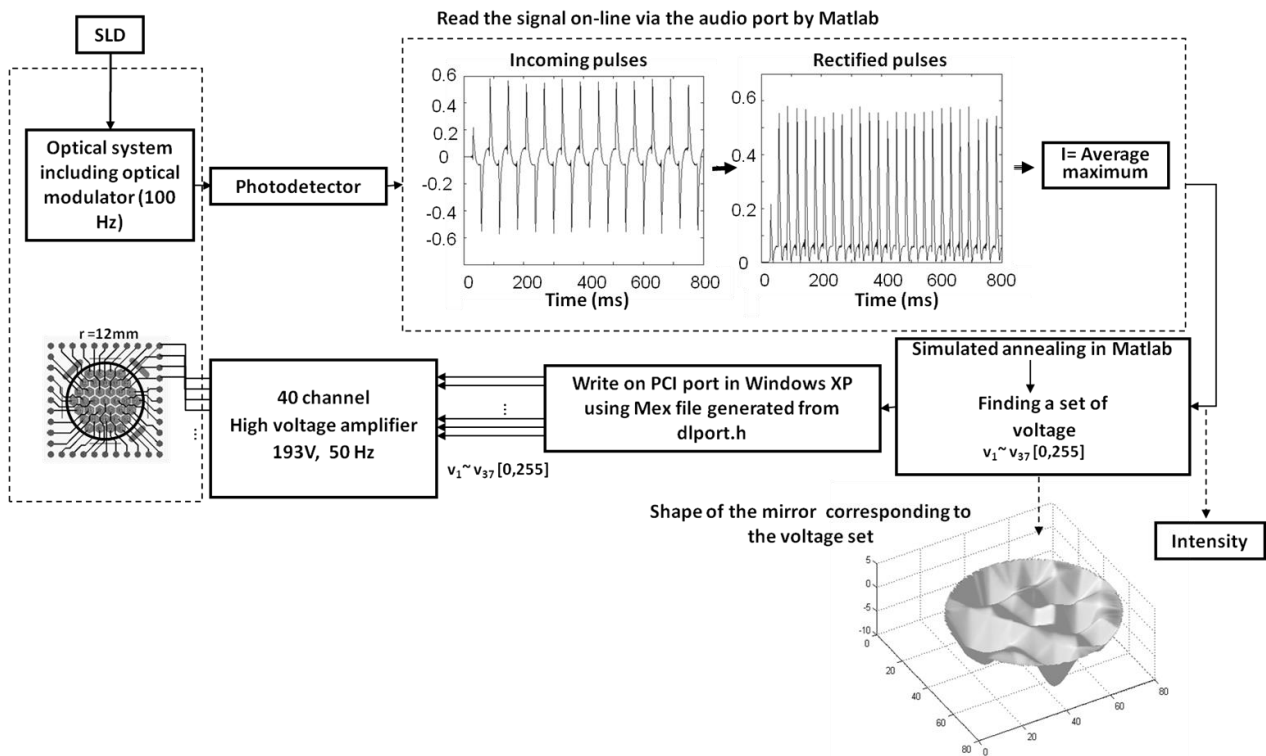 Read the signal on-line via the audio port by Matlab
SLD
Optical system
including optical
modulator (100
Hz)
Photodetector
Incoming pulses
0.6
0.4
0.2
0
-0.2
-0.4
-0.6
0 200 400 600 800
Time (ms)
Rectified pulses
0.6
0.4
0.2
0
0 200 400 600 800
Time (ms)
I= Average
maximum
r =12mm
...
40 channel
High voltage amplifier
193V, 50 Hz
...
v1~ v37 [0,255]
Write on PCI port in Windows XP
using Mex file generated from
dlport.h
Simulated annealing in Matlab
Finding a set of
voltage
v1~ v37 [0,255]
Intensity
Shape of the mirror corresponding to
the voltage set
5
0
-5
-10
0
20
40
60
80
0
20
40
60
80